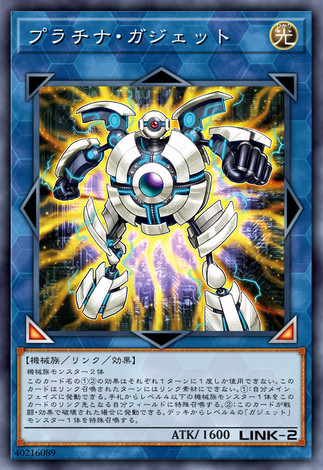 プラチナ・ガジェット
光
【機械族／リンク／効果】
機械族モンスター２体
このカード名の①②の効果はそれぞれ１ターンに１度しか使用できない。この
カードはリンク召喚されたターンにはリンク素材にできない。①：自分メイン
フェイズに発動できる。手札からレベル４以下の機械族モンスター１体をこ
のカードのリンク先となる自分フィールドに特殊召喚する。②：このカードが戦
闘・効果で破壊された場合に発動できる。デッキからレベル４の「ガジェット」
モンスター１体を特殊召喚する。
ATK/1600 LINK-2
40216089